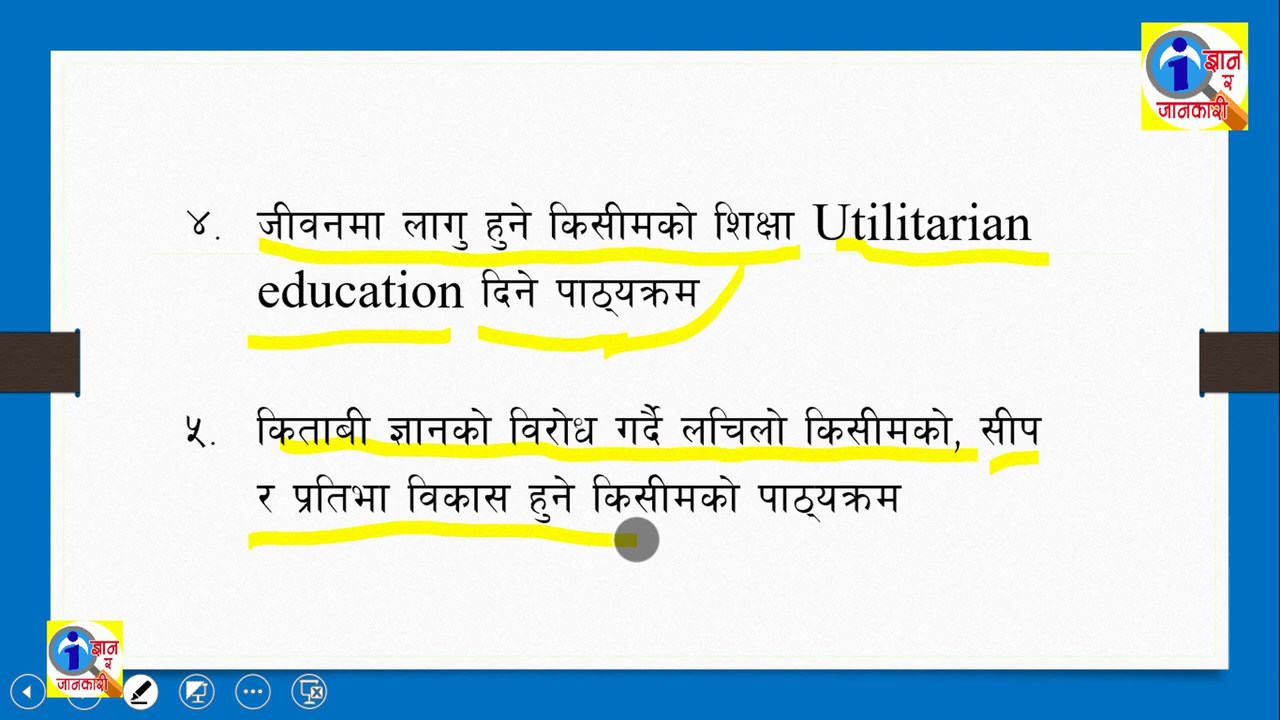 ज्ञान
र
जानकारी
४. जीवनमा लागु हुने किसीमको शिक्षा Utilitarian
education दिने पाठ्यक्रम
५. किताबी ज्ञानको विरोध गर्दै लचिलो किसीमको, सीप
र प्रतिभा विकास हुने किसीमको पाठ्यक्रम
ज्ञान
र
जानकारी